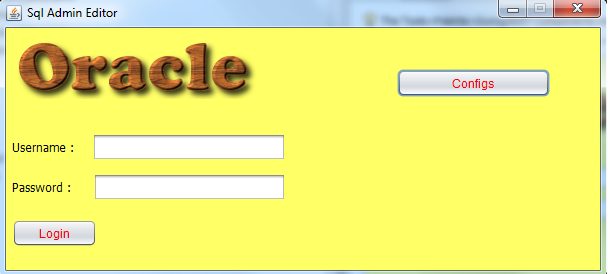 Sql Admin Editor
Oracle
Configs
Username :
Password :
Login